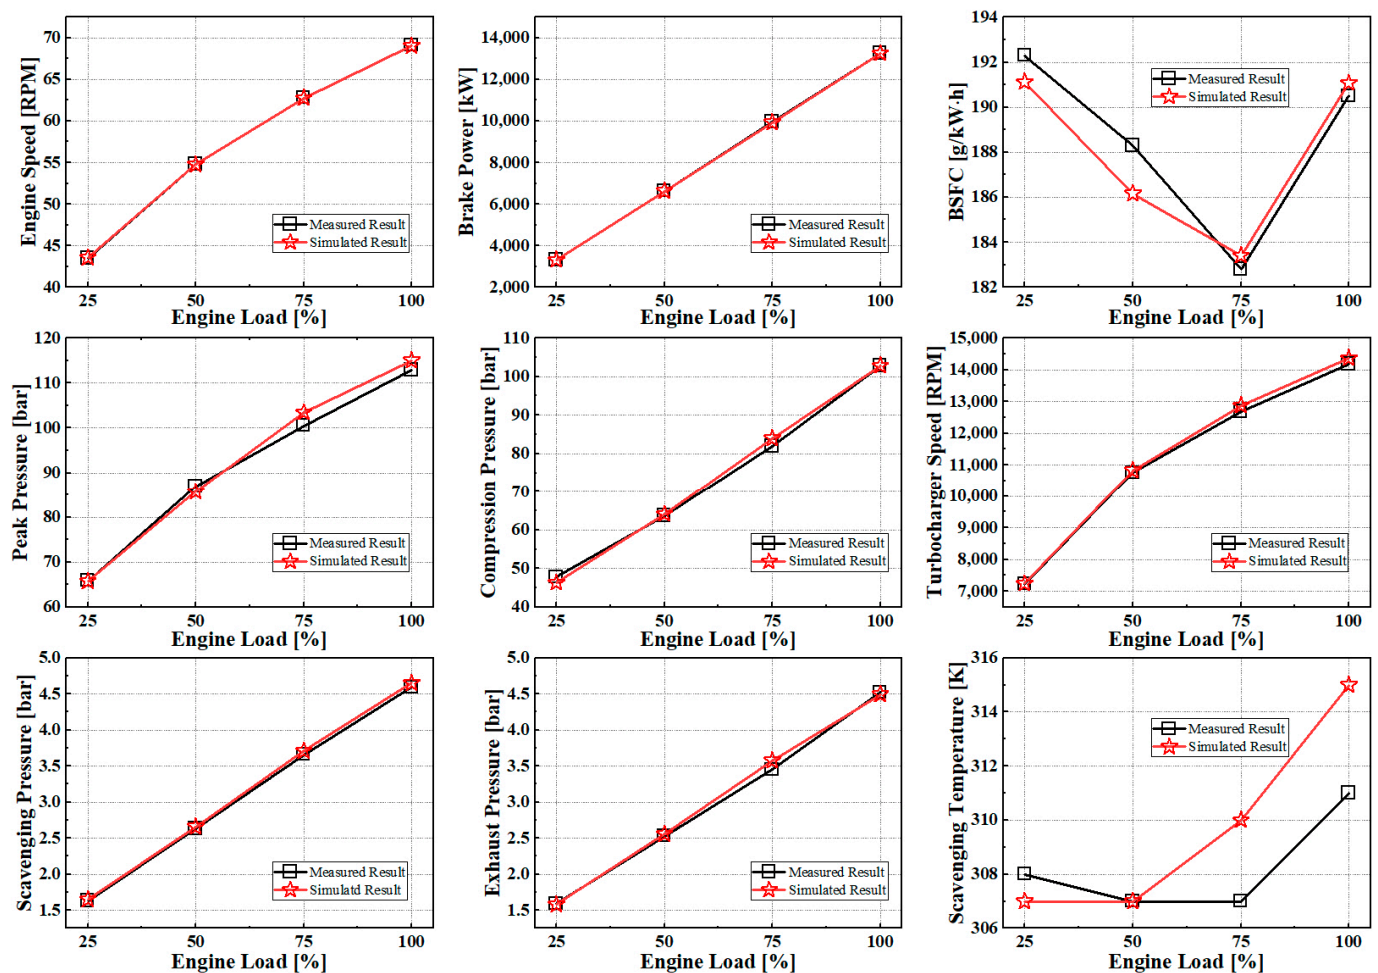 Engine Speed [RPM]
70
65
60
55
50
45
40
Measured Result
Simulated Result
25 50 75 100
Engine Load [%]
Brake Power [kW]
14,000
12,000
10,000
8,000
6,000
4,000
2,000
Measured Result
Simulated Result
25 50 75 100
Engine Load [%]
BSFC [g/kW·h]
194
192
190
188
186
184
182
Measured Result
Simulated Result
25 50 75 100
Engine Load [%]
Peak Pressure [bar]
120
110
100
90
80
70
60
Measured Result
Simulated Result
25 50 75 100
Engine Load [%]
Compression Pressure [bar]
110
100
90
80
70
60
50
40
Measured Result
Simulated Result
25 50 75 100
Engine Load [%]
Turbocharger Speed [RPM]
15,000
14,000
13,000
12,000
11,000
10,000
9,000
8,000
7,000
Measured Result
Simulated Result
25 50 75 100
Engine Load [%]
Scavenging Pressure [bar]
5.0
4.5
4.0
3.5
3.0
2.5
2.0
1.5
Measured Result
Simulatd Result
25 50 75 100
Engine Load [%]
Exhaust Pressure [bar]
5.0
4.5
4.0
3.5
3.0
2.5
2.0
1.5
Measured Result
Simulated Result
25 50 75 100
Engine Load [%]
Scavenging Temperature [K]
316
314
312
310
308
306
Measured Result
Simulated Result
25 50 75 100
Engine Load [%]